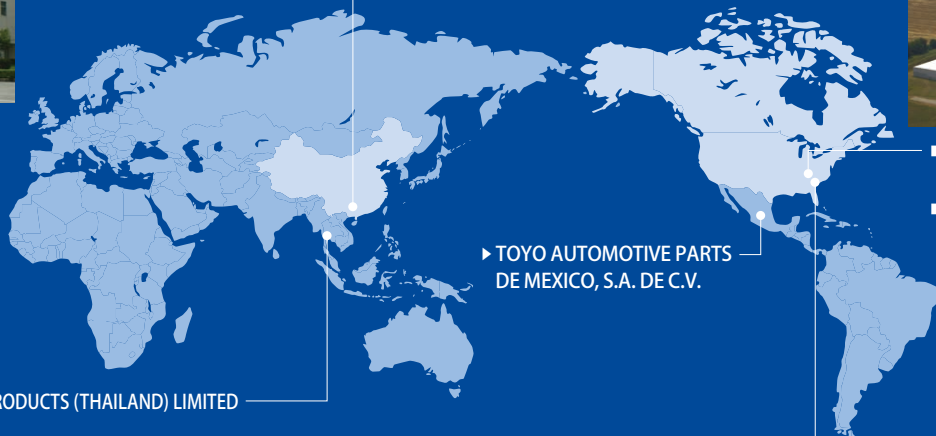 TOYO AUTOMOTIVE PARTS
DE MEXICO, S.A. DE C.V.
RODUCTS (THAILAND) LIMITED